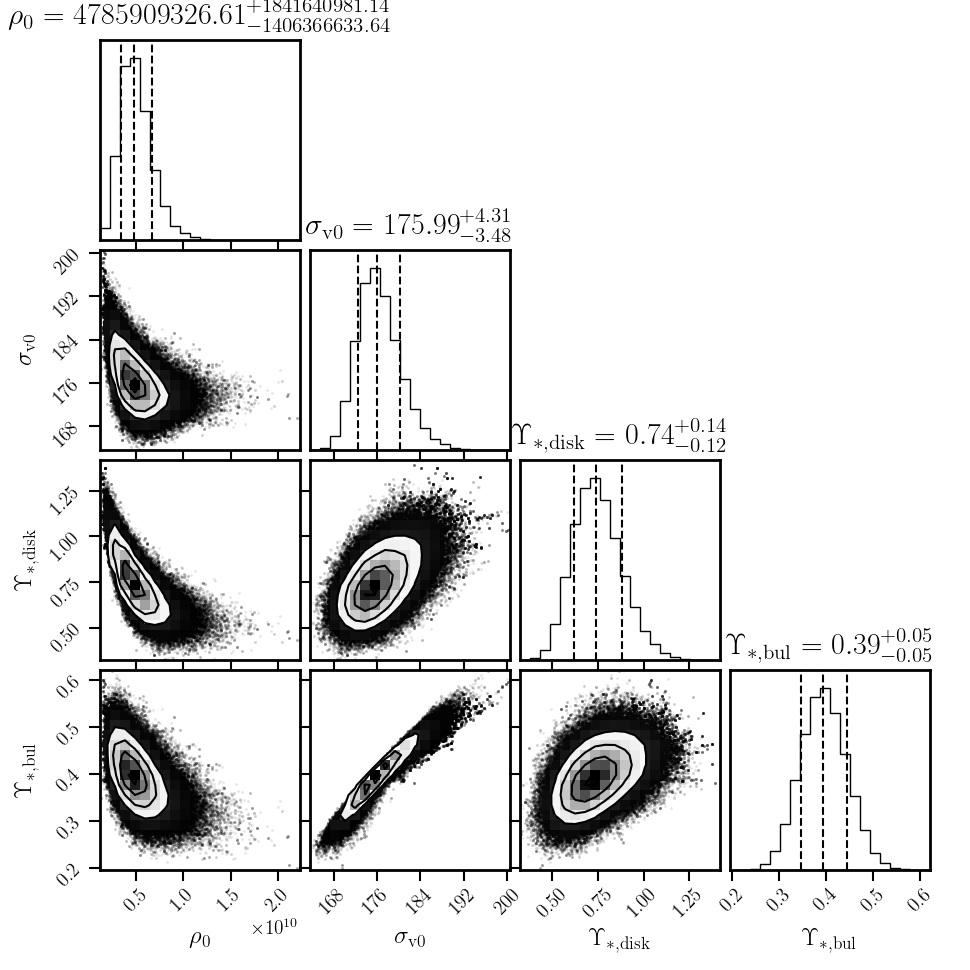 ρ₀ = 4785909326.61⁺¹⁸⁴¹⁶⁴⁰⁹⁸¹·¹⁴₋₁₄₀₆₃₆₆₆₃₃.₆₄
σᵥ₀ = 175.99+4.31 −3.48
200
192
184
176
168
σv0
ϒ∗,disk = 0.74+0.14 −0.12
1.25
1.00
0.75
0.50
ϒ∗,disk
ϒ∗,bul = 0.39+0.05 −0.05
0.6
0.5
0.4
0.3
0.2
ϒ∗,bul
0.5 1.0 1.5 2.0
×10¹⁰
ρ0
168 176 184 192 200
σv0
0.50 0.75 1.00 1.25
ϒ∗,disk
0.2 0.3 0.4 0.5 0.6
ϒ∗,bul